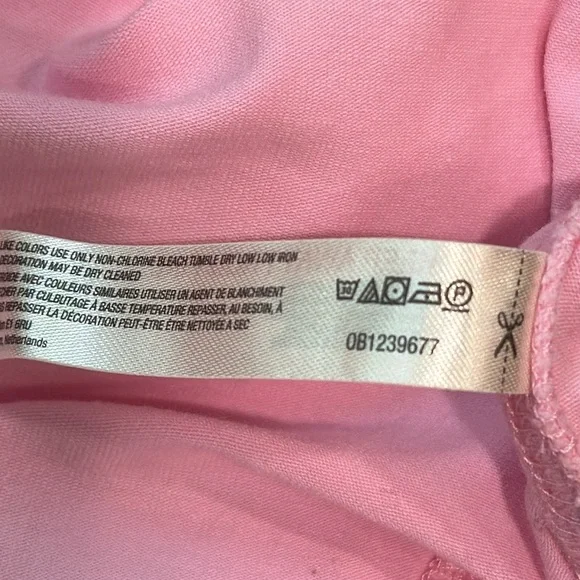 LIKE COLORS USE ONLY NON-CHLORINE BLEACH TUMBLE DRY LOW LOW IRON
DECORATION MAY BE DRY CLEANED
AVEC COULEURS SIMILAIRES UTILISER UN AGENT DE BLANCHIMENT
PAR CULBUTAGE À BASSE TEMPERATURE REPASSER, AU BESOIN, À
REPASSER LA DÉCORATION PEUT-ÊTRE ÊTRE NETTOYÉE A SEC
E1 8RU
Netherlands
0B1239677